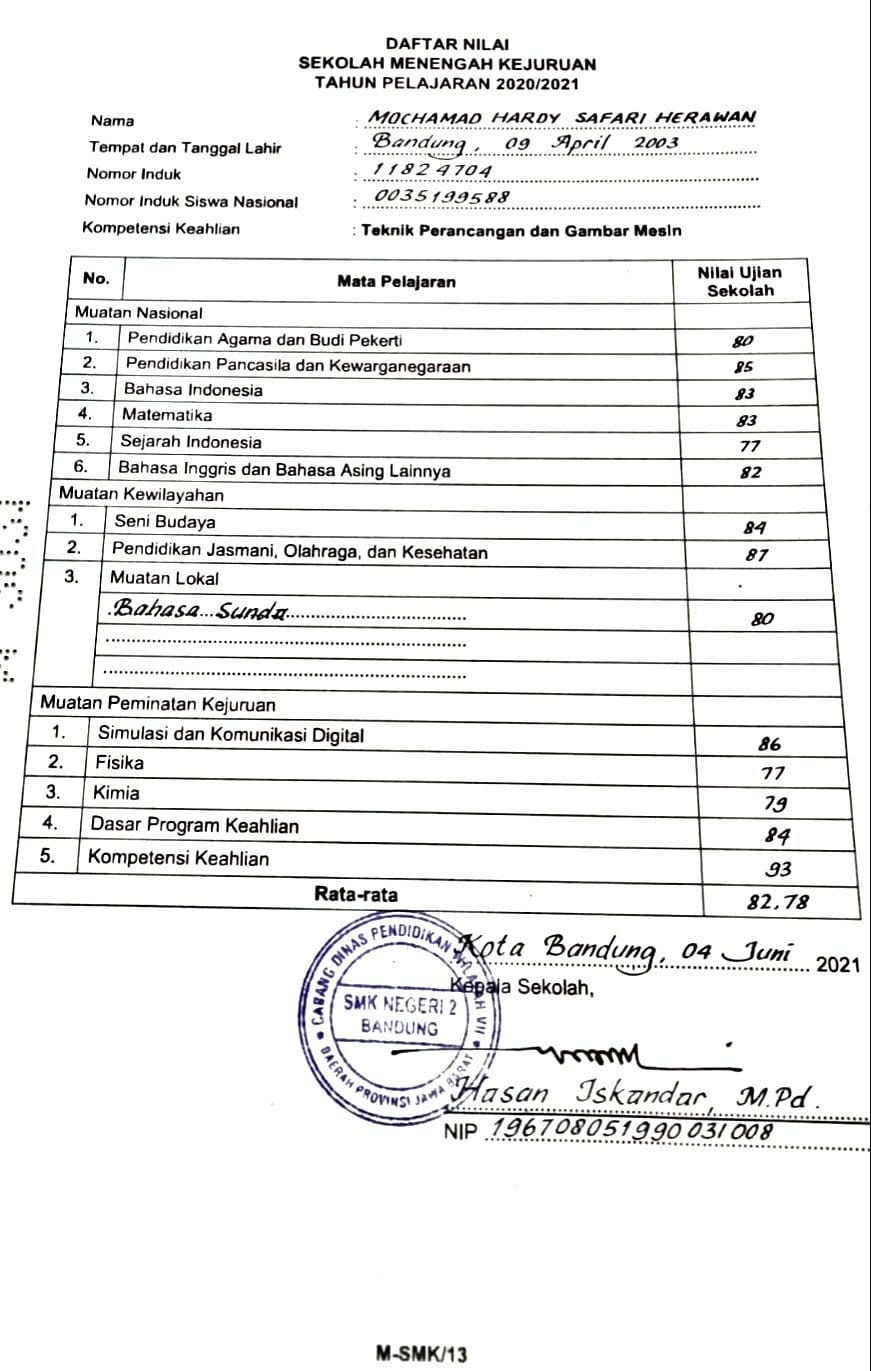 DAFTAR NILAI
SEKOLAH MENENGAH KEJURUAN
TAHUN PELAJARAN 2020/2021
Nama : MOCHAMAD HARDY SAFARI HERAWAN
Tempat dan Tanggal Lahir : Bandung, 09 April 2003
Nomor Induk : 11824704
Nomor Induk Siswa Nasional : 0035199588
Kompetensi Keahlian : Teknik Perancangan dan Gambar Mesin
No. Mata Pelajaran Nilai Ujian Sekolah
Muatan Nasional
1. Pendidikan Agama dan Budi Pekerti 80
2. Pendidikan Pancasila dan Kewarganegaraan 85
3. Bahasa Indonesia 83
4. Matematika 83
5. Sejarah Indonesia 77
6. Bahasa Inggris dan Bahasa Asing Lainnya 82
Muatan Kewilayahan
1. Seni Budaya 84
2. Pendidikan Jasmani, Olahraga, dan Kesehatan 87
3. Muatan Lokal
Bahasa Sunda 80
Muatan Peminatan Kejuruan
1. Simulasi dan Komunikasi Digital 86
2. Fisika 77
3. Kimia 79
4. Dasar Program Keahlian 84
5. Kompetensi Keahlian 93
Rata-rata 82,78
Kota Bandung, 04 Juni 2021
Kepala Sekolah,
CABANG DINAS PENDIDIKAN WILAYAH VII
SMK NEGERI 2
BANDUNG
DAERAH PROVINSI JAWA BARAT
Hasan Iskandar, M.Pd.
NIP 196708051990031008
M-SMK/13